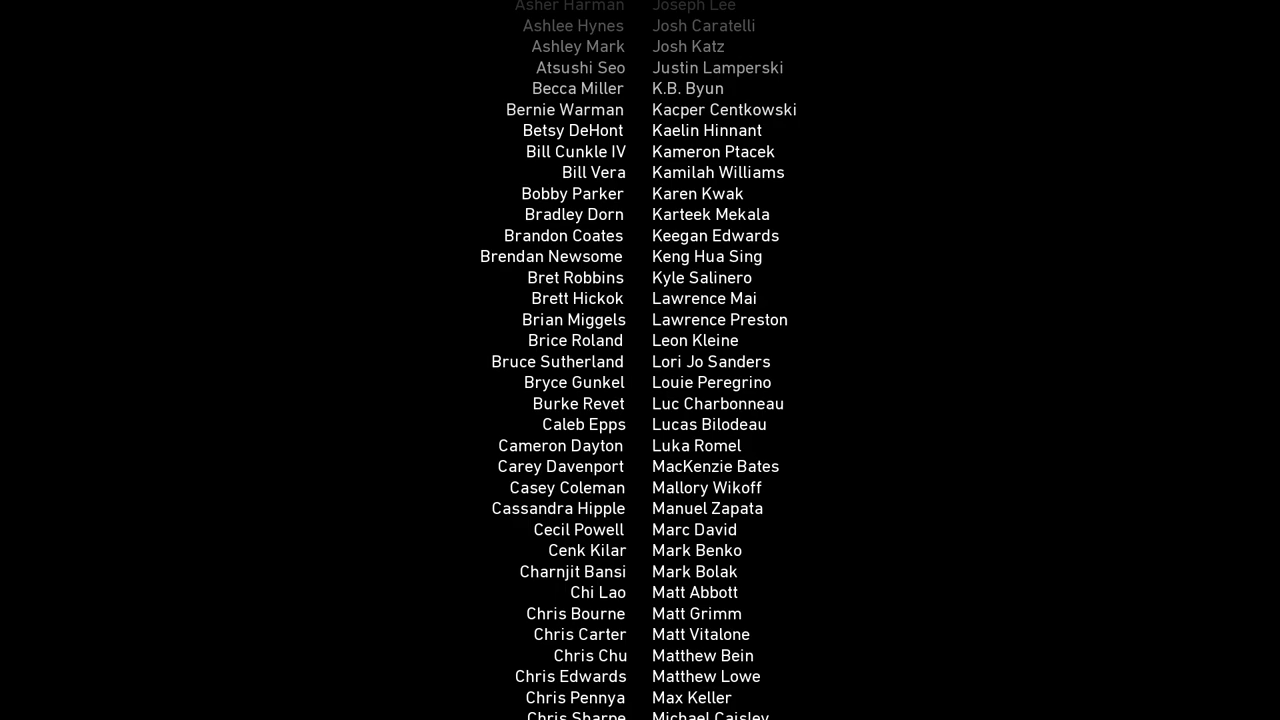 Asher Harman Joseph Lee
Ashlee Hynes Josh Caratelli
Ashley Mark Josh Katz
Atsushi Seo Justin Lamperski
Becca Miller K.B. Byun
Bernie Warman Kacper Centkowski
Betsy DeHont Kaelin Hinnant
Bill Cunkle IV Kameron Ptacek
Bill Vera Kamilah Williams
Bobby Parker Karen Kwak
Bradley Dorn Karteek Mekala
Brandon Coates Keegan Edwards
Brendan Newsome Keng Hua Sing
Bret Robbins Kyle Salinero
Brett Hickok Lawrence Mai
Brian Miggels Lawrence Preston
Brice Roland Leon Kleine
Bruce Sutherland Lori Jo Sanders
Bryce Gunkel Louie Peregrino
Burke Revet Luc Charbonneau
Caleb Epps Lucas Bilodeau
Cameron Dayton Luka Romel
Carey Davenport MacKenzie Bates
Casey Coleman Mallory Wikoff
Cassandra Hipple Manuel Zapata
Cecil Powell Marc David
Cenk Kilar Mark Benko
Charnjit Bansi Mark Bolak
Chi Lao Matt Abbott
Chris Bourne Matt Grimm
Chris Carter Matt Vitalone
Chris Chu Matthew Bein
Chris Edwards Matthew Lowe
Chris Pennya Max Keller
Chris Sharpe Michael Caisley